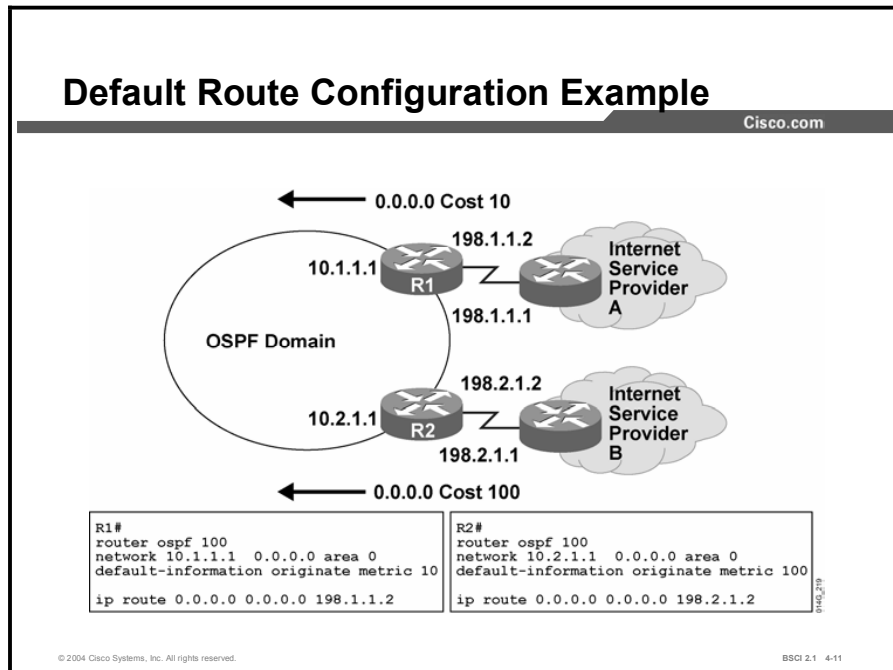 Default Route Configuration Example
Cisco.com
0.0.0.0 Cost 10
198.1.1.2
10.1.1.1
R1
198.1.1.1
Internet
Service
Provider
A
OSPF Domain
198.2.1.2
10.2.1.1
R2
198.2.1.1
Internet
Service
Provider
B
0.0.0.0 Cost 100
R1#
router ospf 100
network 10.1.1.1 0.0.0.0 area 0
default-information originate metric 10
ip route 0.0.0.0 0.0.0.0 198.1.1.2
R2#
router ospf 100
network 10.2.1.1 0.0.0.0 area 0
default-information originate metric 100
ip route 0.0.0.0 0.0.0.0 198.2.1.2
014G_219
© 2004 Cisco Systems, Inc. All rights reserved.
BSCI 2.1 4-11